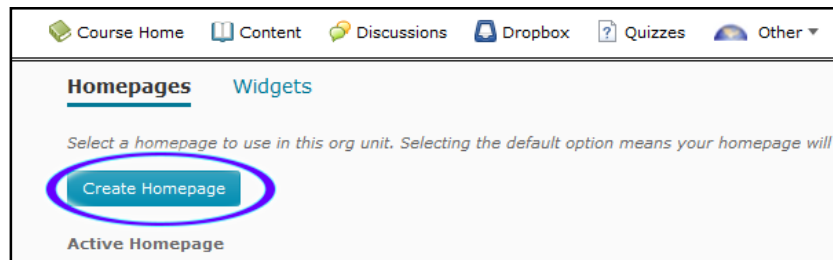 Course Home Content Discussions Dropbox ? Quizzes Other
Homepages Widgets
Select a homepage to use in this org unit. Selecting the default option means your homepage will
Create Homepage
Active Homepage